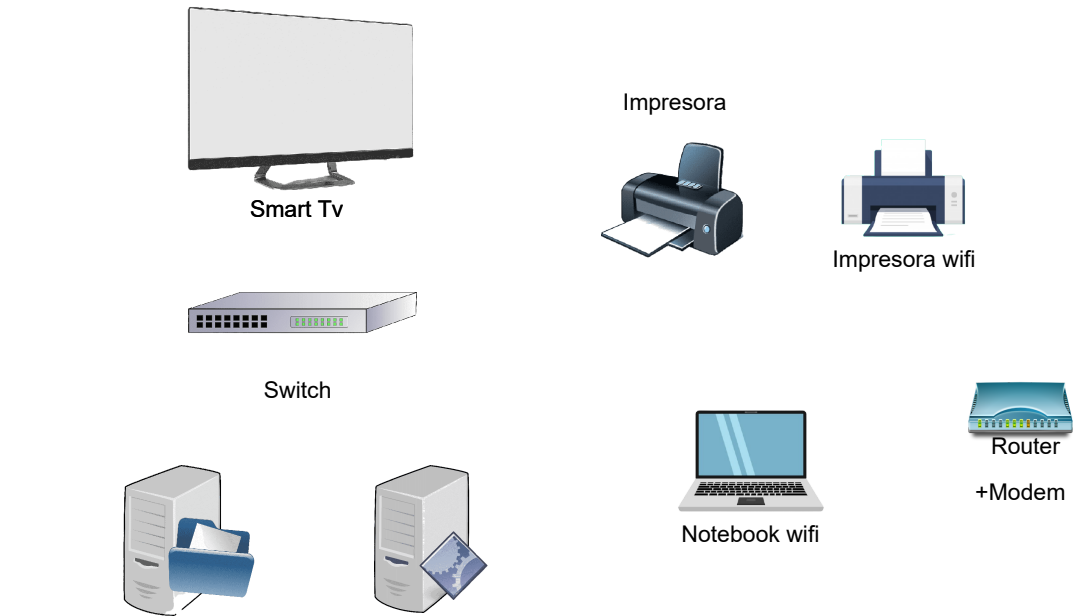 Impresora
Smart Tv
Impresora wifi
Switch
Router
+Modem
Notebook wifi